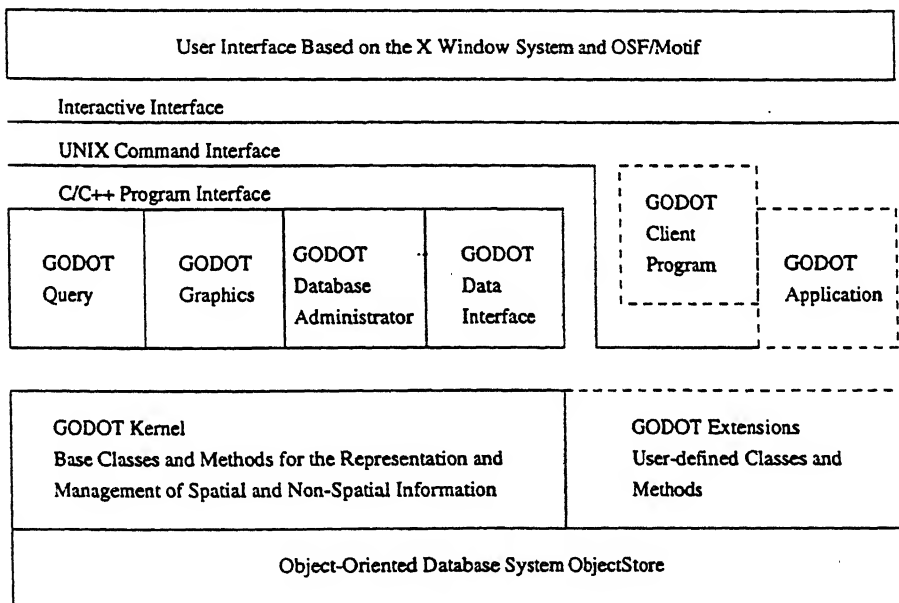 User Interface Based on the X Window System and OSF/Motif
Interactive Interface
UNIX Command Interface
C/C++ Program Interface
GODOT
Query
GODOT
Graphics
GODOT
Database
Administrator
GODOT
Data
Interface
GODOT
Client
Program
GODOT
Application
GODOT Kernel
Base Classes and Methods for the Representation and
Management of Spatial and Non-Spatial Information
GODOT Extensions
User-defined Classes and
Methods
Object-Oriented Database System ObjectStore